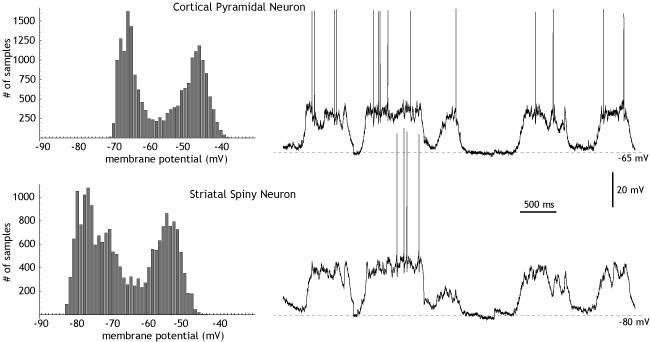 Cortical Pyramidal Neuron
# of samples
1500
1250
1000
750
500
250
-90 -80 -70 -60 -50 -40
membrane potential (mV)
-65 mV
20 mV
500 ms
Striatal Spiny Neuron
# of samples
1000
800
600
400
200
-90 -80 -70 -60 -50 -40
membrane potential (mV)
-80 mV